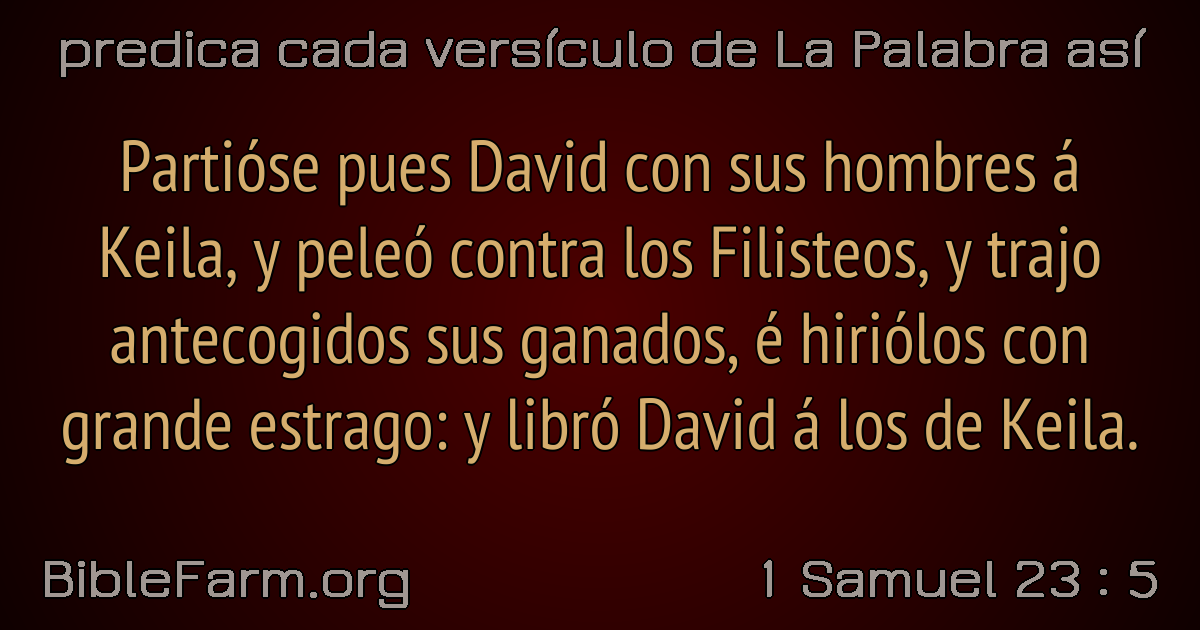 predica cada versículo de La Palabra así
Partióse pues David con sus hombres á
Keila, y peleó contra los Filisteos, y trajo
antecogidos sus ganados, é hiriólos con
grande estrago: y libró David á los de Keila.
BibleFarm.org
1 Samuel 23 : 5